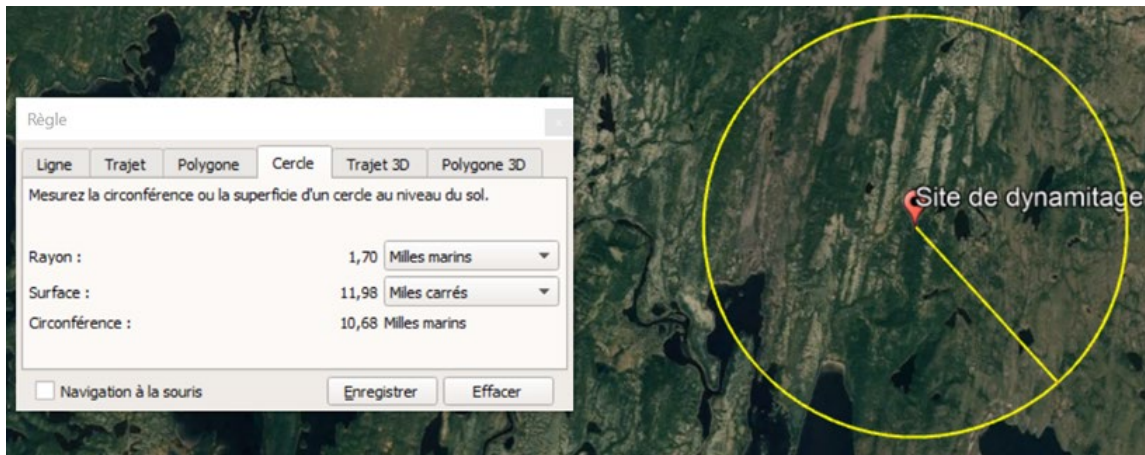 Règle
Ligne Trajet Polygone Cercle Trajet 3D Polygone 3D
Mesurez la circonférence ou la superficie d'un cercle au niveau du sol.
Rayon : 1,70 Milles marins
Surface : 11,98 Miles carrés
Circonférence : 10,68 Milles marins
Navigation à la souris Enregistrer Effacer
Site de dynamitage